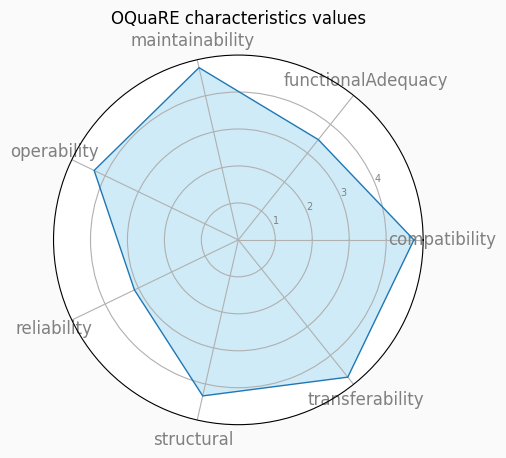 OQuaRE characteristics values
maintainability
functionalAdequacy
operability
4
3
2
1
compatibility
reliability
transferability
structural